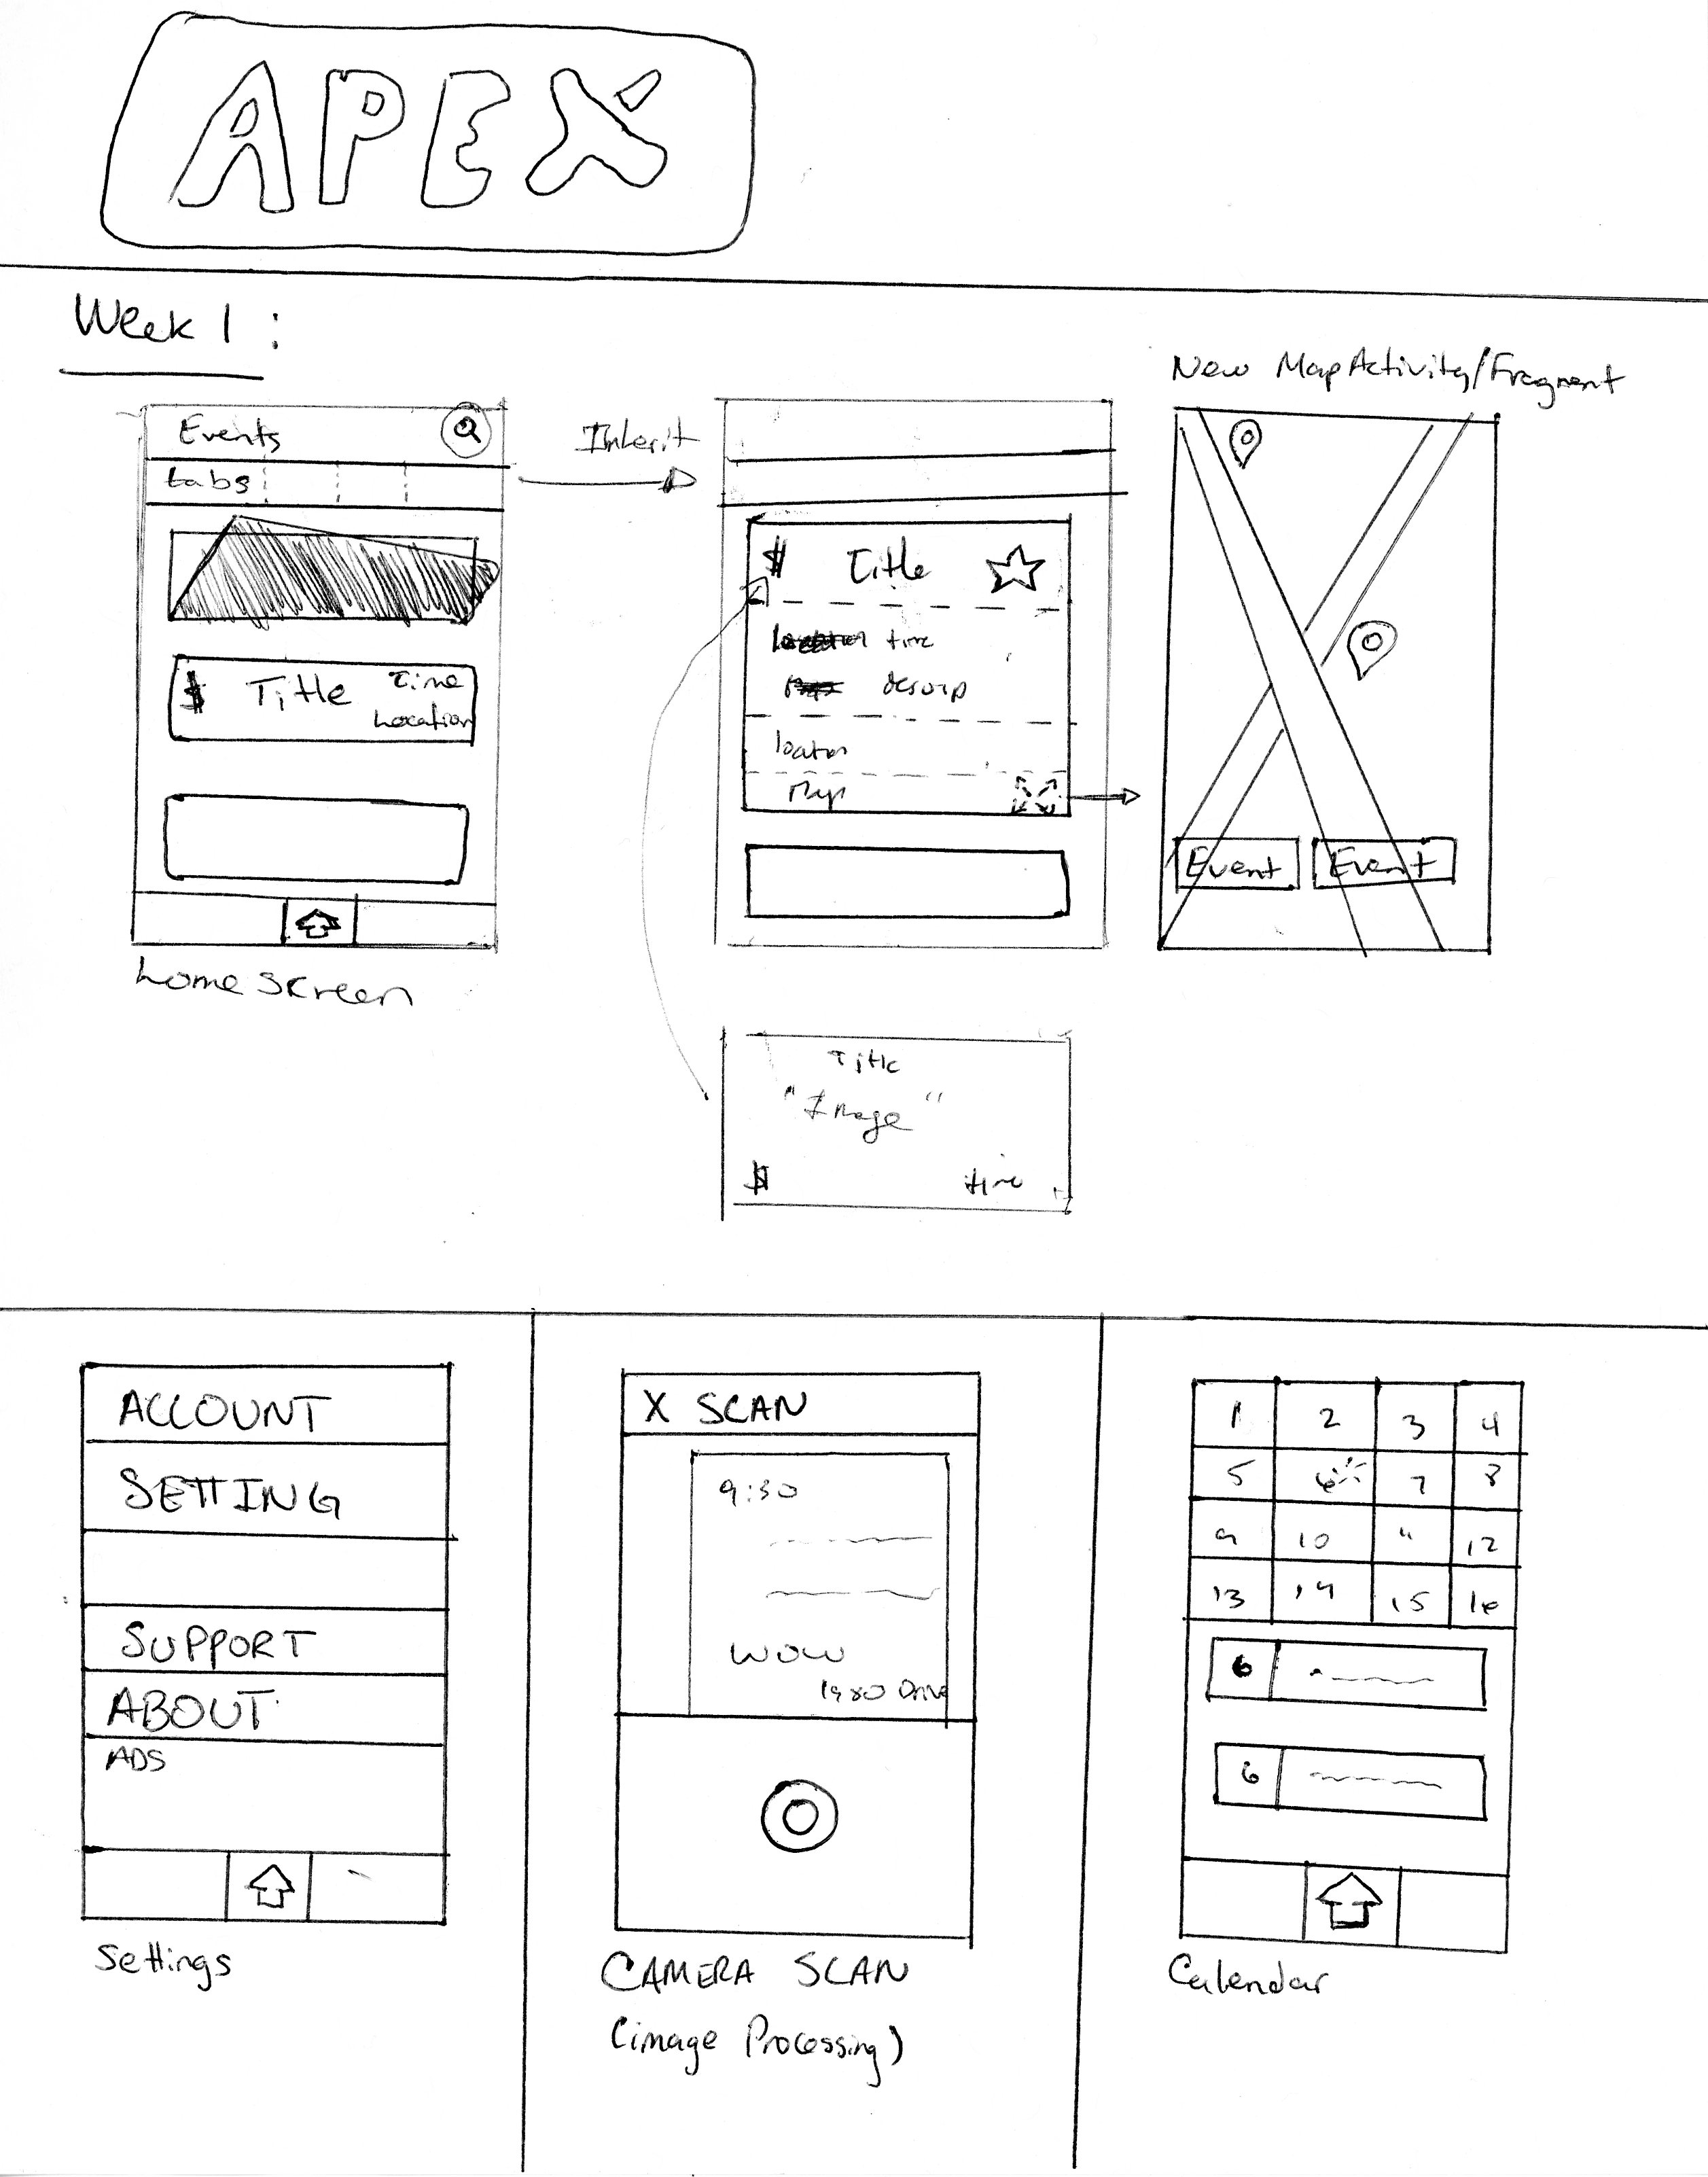 APEX
Week 1 :
New MapActivity/Fragment
Events
tabs
$ Title Time
Location
home screen
Inherit
$ Title
time
descrip
location
Map
Event Event
Title
"Image"
$ time
ACCOUNT
SETTING
SUPPORT
ABOUT
ADS
Settings
X SCAN
9:30
WOW
1980 Drive
CAMERA SCAN
(image Processing)
1 2 3 4
5 6 7 8
9 10 11 12
13 14 15 16
6
6
Calendar